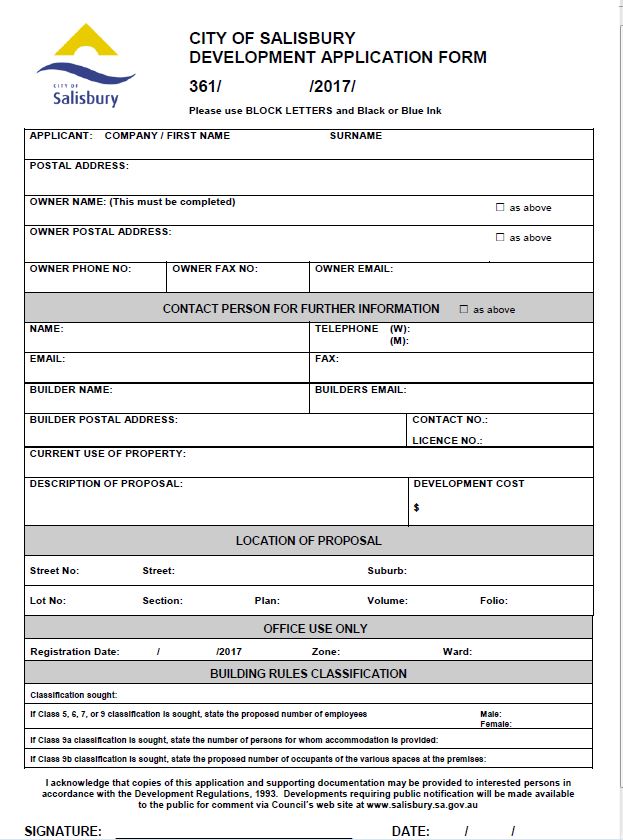 CITY OF SALISBURY
DEVELOPMENT APPLICATION FORM
361/ /2017/
Please use BLOCK LETTERS and Black or Blue Ink
CITY OF
Salisbury
APPLICANT: COMPANY / FIRST NAME SURNAME
POSTAL ADDRESS:
OWNER NAME: (This must be completed)
☐ as above
OWNER POSTAL ADDRESS:
☐ as above
OWNER PHONE NO: OWNER FAX NO: OWNER EMAIL:
CONTACT PERSON FOR FURTHER INFORMATION ☐ as above
NAME: TELEPHONE (W):
(M):
EMAIL: FAX:
BUILDER NAME: BUILDERS EMAIL:
BUILDER POSTAL ADDRESS: CONTACT NO.:
LICENCE NO.:
CURRENT USE OF PROPERTY:
DESCRIPTION OF PROPOSAL: DEVELOPMENT COST
$
LOCATION OF PROPOSAL
Street No: Street: Suburb:
Lot No: Section: Plan: Volume: Folio:
OFFICE USE ONLY
Registration Date: / /2017 Zone: Ward:
BUILDING RULES CLASSIFICATION
Classification sought:
If Class 5, 6, 7, or 9 classification is sought, state the proposed number of employees Male:
Female:
If Class 9a classification is sought, state the number of persons for whom accommodation is provided:
If Class 9b classification is sought, state the proposed number of occupants of the various spaces at the premises:
I acknowledge that copies of this application and supporting documentation may be provided to interested persons in
accordance with the Development Regulations, 1993. Developments requiring public notification will be made available
to the public for comment via Council's web site at www.salisbury.sa.gov.au
SIGNATURE: DATE: / /